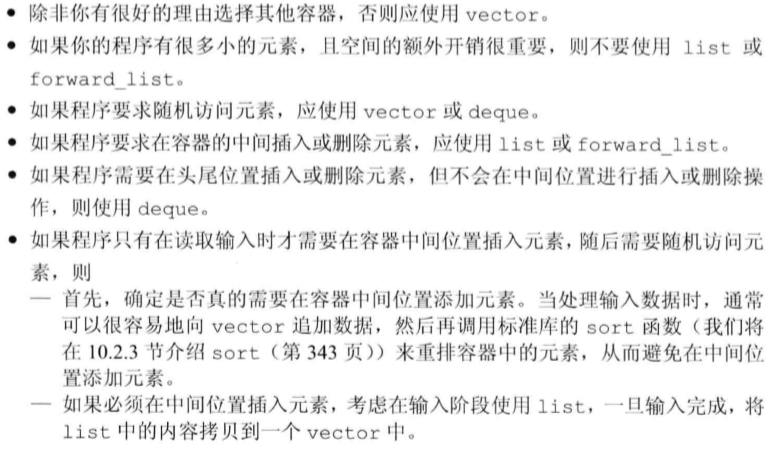 • 除非你有很好的理由选择其他容器，否则应使用 vector。
• 如果你的程序有很多小的元素，且空间的额外开销很重要，则不要使用 list 或
forward_list。
• 如果程序要求随机访问元素，应使用 vector 或 deque。
• 如果程序要求在容器的中间插入或删除元素，应使用 list 或 forward_list。
• 如果程序需要在头尾位置插入或删除元素，但不会在中间位置进行插入或删除操
作，则使用 deque。
• 如果程序只有在读取输入时才需要在容器中间位置插入元素，随后需要随机访问元
素，则
— 首先，确定是否真的需要在容器中间位置添加元素。当处理输入数据时，通常
可以很容易地向 vector 追加数据，然后再调用标准库的 sort 函数（我们将
在 10.2.3 节介绍 sort（第 343 页））来重排容器中的元素，从而避免在中间位
置添加元素。
— 如果必须在中间位置插入元素，考虑在输入阶段使用 list，一旦输入完成，将
list 中的内容拷贝到一个 vector 中。